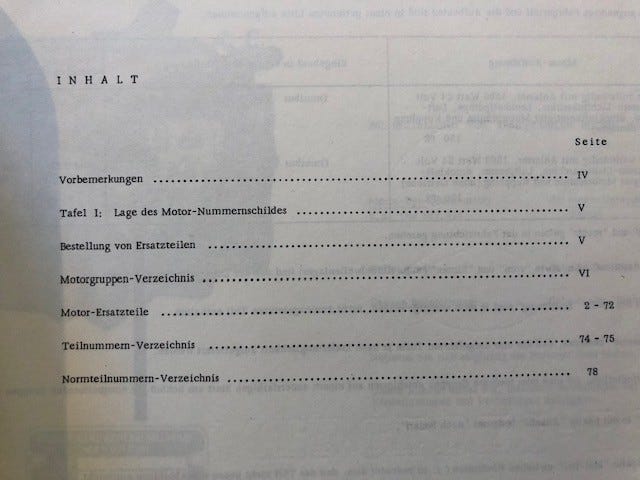 INHALT
Seite
Vorbemerkungen ........................................ IV
Tafel I: Lage des Motor-Nummernschildes ........................................ V
Bestellung von Ersatzteilen ........................................ V
Motorgruppen-Verzeichnis ........................................ VI
Motor-Ersatzteile ........................................ 2 - 72
Teilnummern-Verzeichnis ........................................ 74 - 75
Normteilnummern-Verzeichnis ........................................ 78